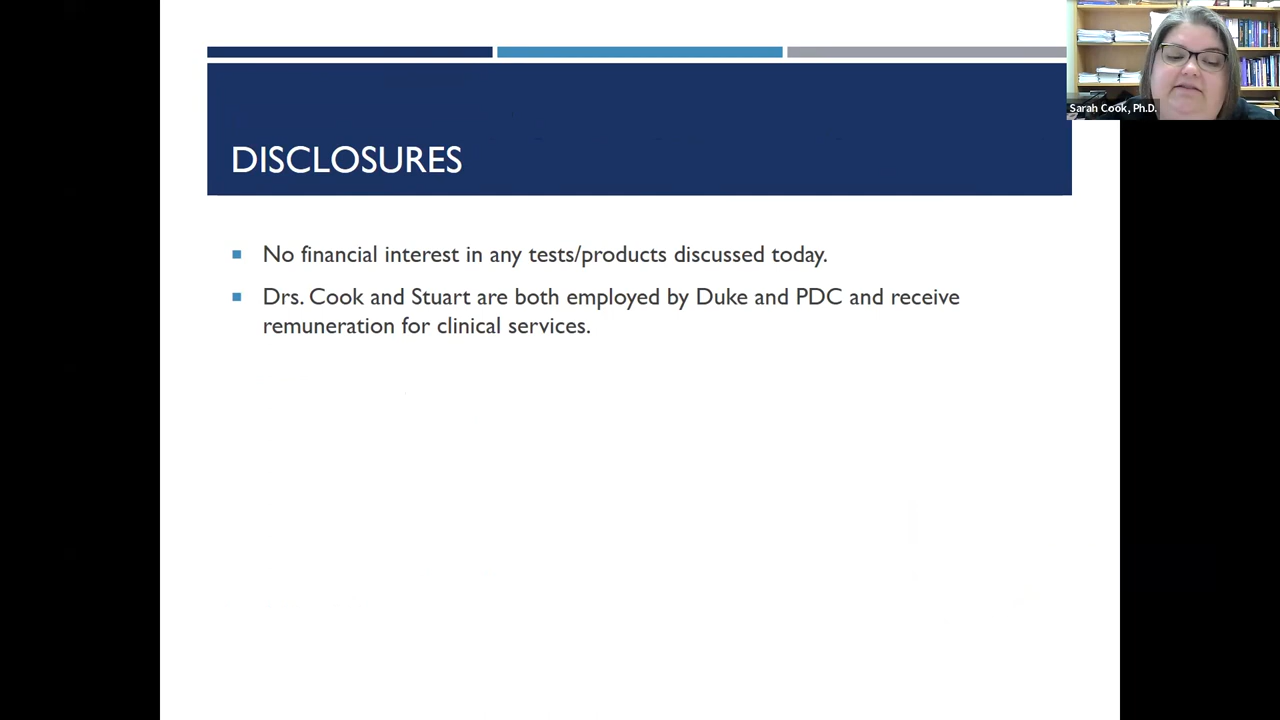 DISCLOSURES
Sarah Cook, Ph.D.
No financial interest in any tests/products discussed today.
Drs. Cook and Stuart are both employed by Duke and PDC and receive
remuneration for clinical services.